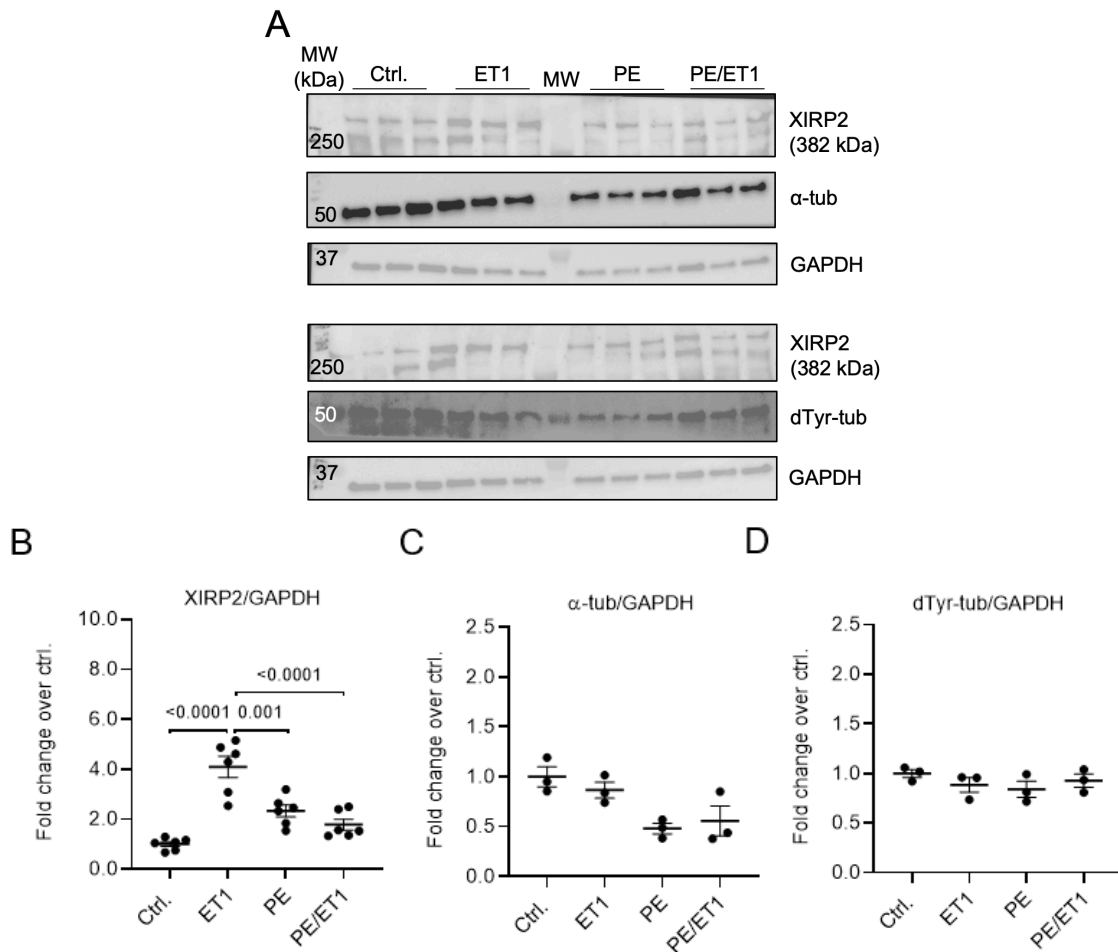 A
MW
(kDa)
Ctrl. ET1 MW PE PE/ET1
250
XIRP2
(382 kDa)
50
α-tub
37
GAPDH
250
XIRP2
(382 kDa)
50
dTyr-tub
37
GAPDH
B
XIRP2/GAPDH
Fold change over ctrl.
10.0
8.0
6.0
4.0
2.0
0.0
<0.0001
<0.0001 0.001
Ctrl. ET1 PE PE/ET1
C
α-tub/GAPDH
Fold change over ctrl.
2.5
2.0
1.5
1.0
0.5
0.0
Ctrl. ET1 PE PE/ET1
D
dTyr-tub/GAPDH
Fold change over ctrl.
2.5
2.0
1.5
1.0
0.5
0.0
Ctrl. ET1 PE PE/ET1